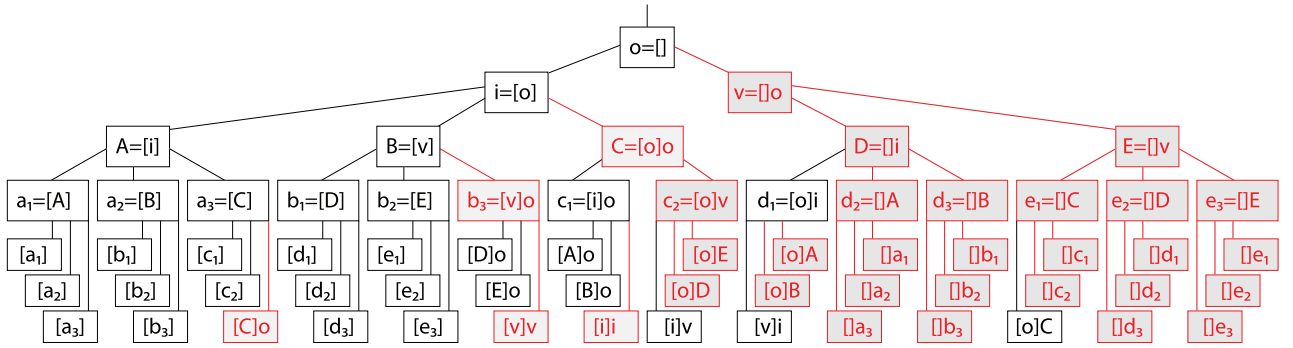 o=[]
i=[o] v=[]o
A=[i] B=[v] C=[o]o D=[]i E=[]v
a₁=[A] a₂=[B] a₃=[C] b₁=[D] b₂=[E] b₃=[v]o c₁=[i]o c₂=[o]v d₁=[o]i d₂=[]A d₃=[]B e₁=[]C e₂=[]D e₃=[]E
[a₁] [b₁] [c₁] [d₁] [e₁] [D]o [A]o [o]E [o]A []a₁ []b₁ []c₁ []d₁ []e₁
[a₂] [b₂] [c₂] [d₂] [e₂] [E]o [B]o [o]D [o]B []a₂ []b₂ []c₂ []d₂ []e₂
[a₃] [b₃] [C]o [d₃] [e₃] [v]v [i]i [i]v [v]i []a₃ []b₃ [o]C []d₃ []e₃